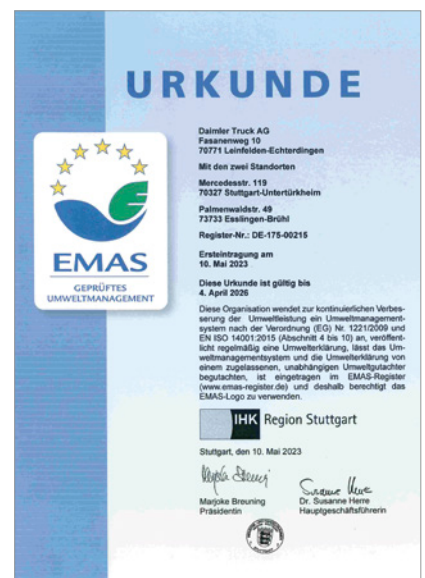 URKUNDE
Daimler Truck AG
Fasanenweg 10
70771 Leinfelden-Echterdingen
Mit den zwei Standorten
Mercedesstr. 119
70327 Stuttgart-Untertürkheim
Palmenwaldstr. 49
73733 Esslingen-Brühl
Register-Nr.: DE-175-00215
Ersteintragung am
10. Mai 2023
Diese Urkunde ist gültig bis
4. April 2026
EMAS
GEPRÜFTES
UMWELTMANAGEMENT
Diese Organisation wendet zur kontinuierlichen Verbes-
serung der Umweltleistung ein Umweltmanagement-
system nach der Verordnung (EG) Nr. 1221/2009 und
EN ISO 14001:2015 (Abschnitt 4 bis 10) an, veröffent-
licht regelmäßig eine Umwelterklärung, lässt das Um-
weltmanagementsystem und die Umwelterklärung von
einem zugelassenen, unabhängigen Umweltgutachter
begutachten, ist eingetragen im EMAS-Register
(www.emas-register.de) und deshalb berechtigt das
EMAS-Logo zu verwenden.
IHK Region Stuttgart
Stuttgart, den 10. Mai 2023
Marjoke Breuning
Präsidentin
Dr. Susanne Herre
Hauptgeschäftsführerin